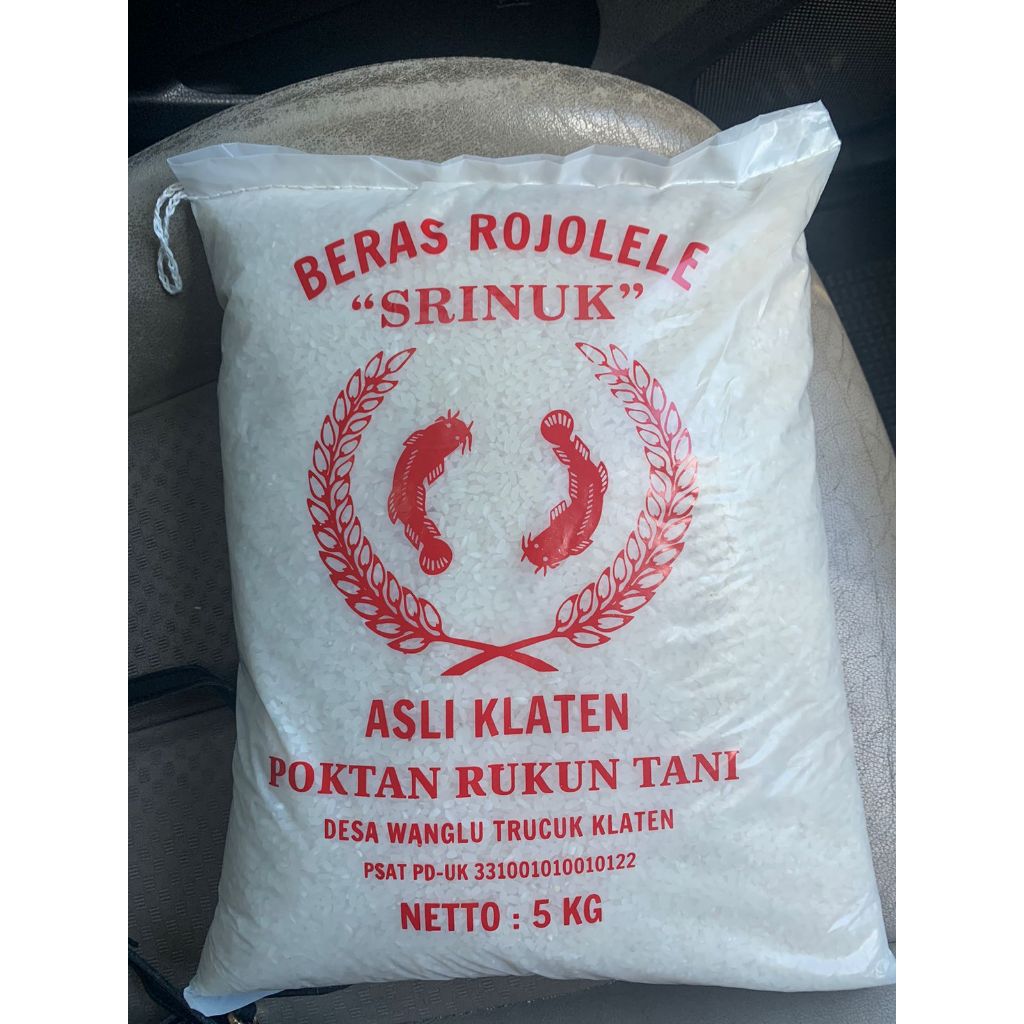 BERAS ROJOLELE
“SRINUK”
ASLI KLATEN
POKTAN RUKUN TANI
DESA WANGLU TRUCUK KLATEN
PSAT PD-UK 331001010010122
NETTO : 5 KG